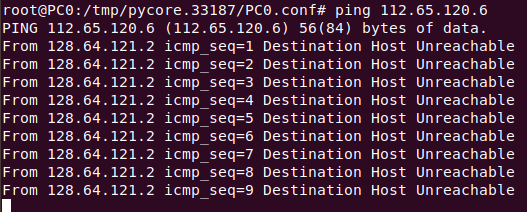 root@PC0:/tmp/pycore.33187/PC0.conf# ping 112.65.120.6
PING 112.65.120.6 (112.65.120.6) 56(84) bytes of data.
From 128.64.121.2 icmp_seq=1 Destination Host Unreachable
From 128.64.121.2 icmp_seq=2 Destination Host Unreachable
From 128.64.121.2 icmp_seq=3 Destination Host Unreachable
From 128.64.121.2 icmp_seq=4 Destination Host Unreachable
From 128.64.121.2 icmp_seq=5 Destination Host Unreachable
From 128.64.121.2 icmp_seq=6 Destination Host Unreachable
From 128.64.121.2 icmp_seq=7 Destination Host Unreachable
From 128.64.121.2 icmp_seq=8 Destination Host Unreachable
From 128.64.121.2 icmp_seq=9 Destination Host Unreachable